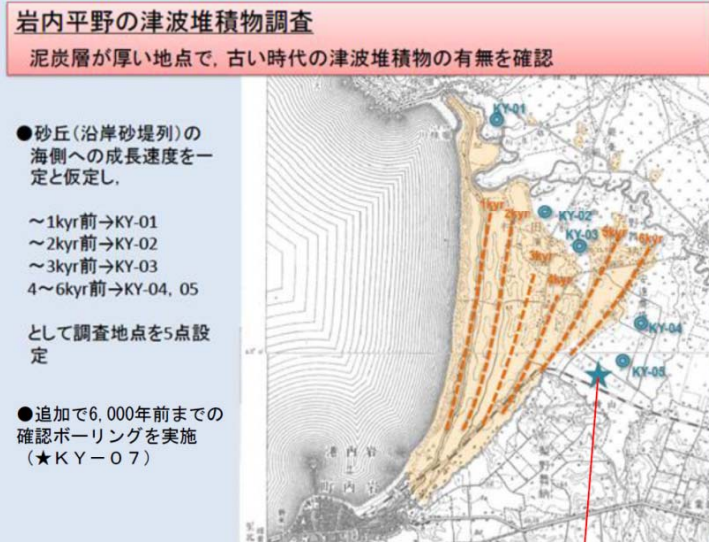 岩内平野の津波堆積物調査
泥炭層が厚い地点で, 古い時代の津波堆積物の有無を確認
●砂丘(沿岸砂堤列)の
海側への成長速度を一
定と仮定し,
～1kyr前→KY-01
～2kyr前→KY-02
～3kyr前→KY-03
4～6kyr前→KY-04, 05
として調査地点を5点設
定
●追加で6,000年前までの
確認ボーリングを実施
(★KY－07)
KY-01
1kyr
2kyr
KY-02
KY-03
3kyr
4kyr
5kyr
6kyr
KY-04
KY-05
岩内港
岩内町